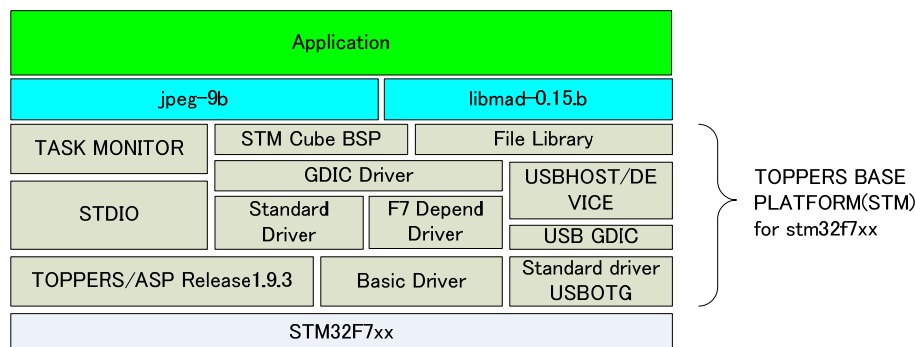 Application
jpeg-9b
libmad-0.15.b
TASK MONITOR
STM Cube BSP
File Library
GDIC Driver
USBHOST/DE
VICE
STDIO
Standard
Driver
F7 Depend
Driver
USB GDIC
TOPPERS/ASP Release1.9.3
Basic Driver
Standard driver
USBOTG
STM32F7xx
TOPPERS BASE
PLATFORM(STM)
for stm32f7xx